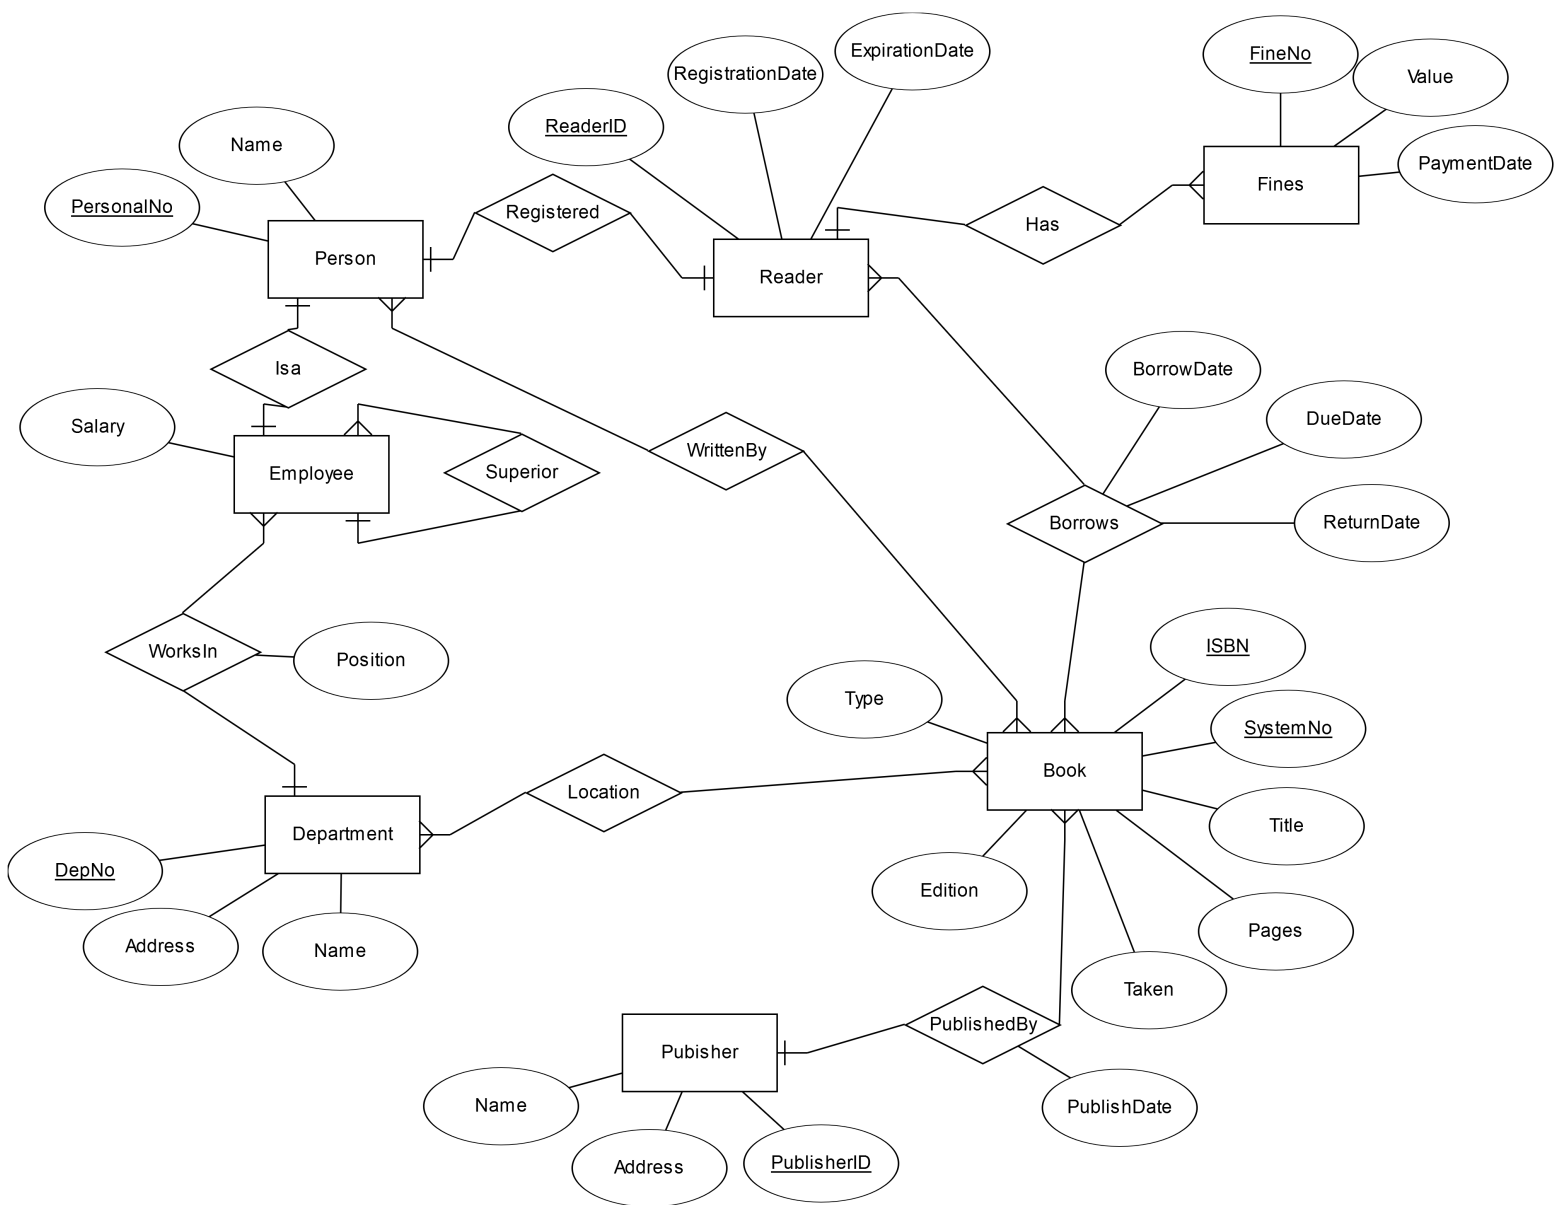 ExpirationDate
FineNo
RegistrationDate
Value
ReaderID
Name
PaymentDate
Fines
PersonalNo
Registered
Has
Person
Reader
Isa
BorrowDate
DueDate
Salary
WrittenBy
Employee
Superior
Borrows
ReturnDate
ISBN
WorksIn
Position
Type
SystemNo
Book
Location
Title
Department
DepNo
Edition
Pages
Address
Name
Taken
PublishedBy
Pubisher
Name
PublishDate
Address
PublisherID